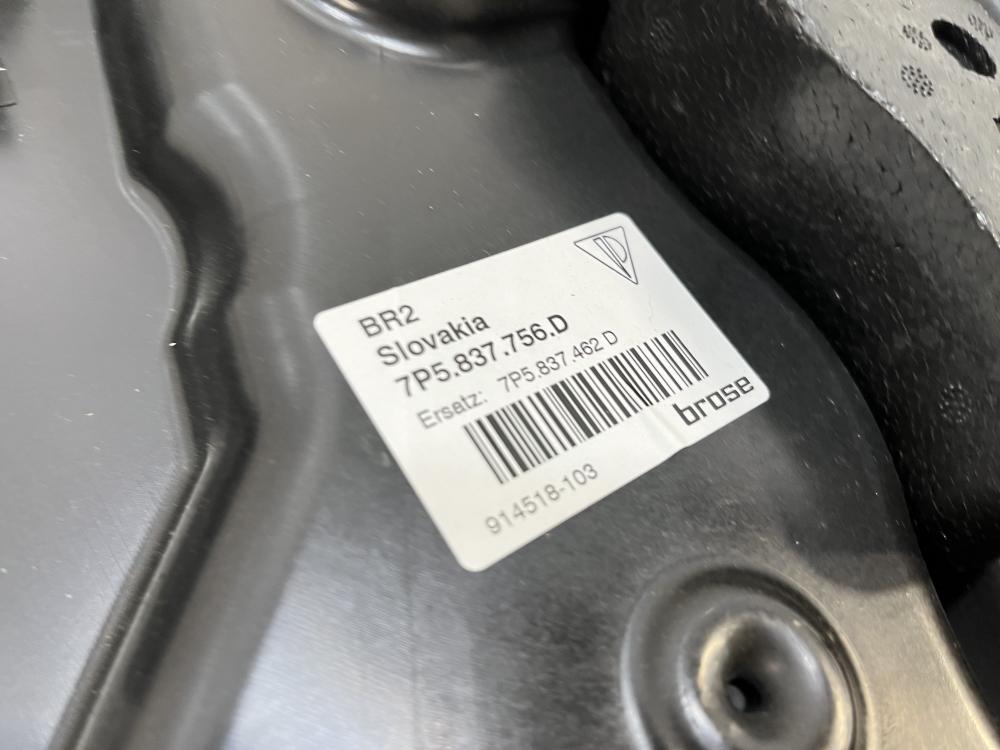 BR2
Slovakia
7P5.837.756.D
Ersatz: 7P5.837.462 D
brose
914518-103